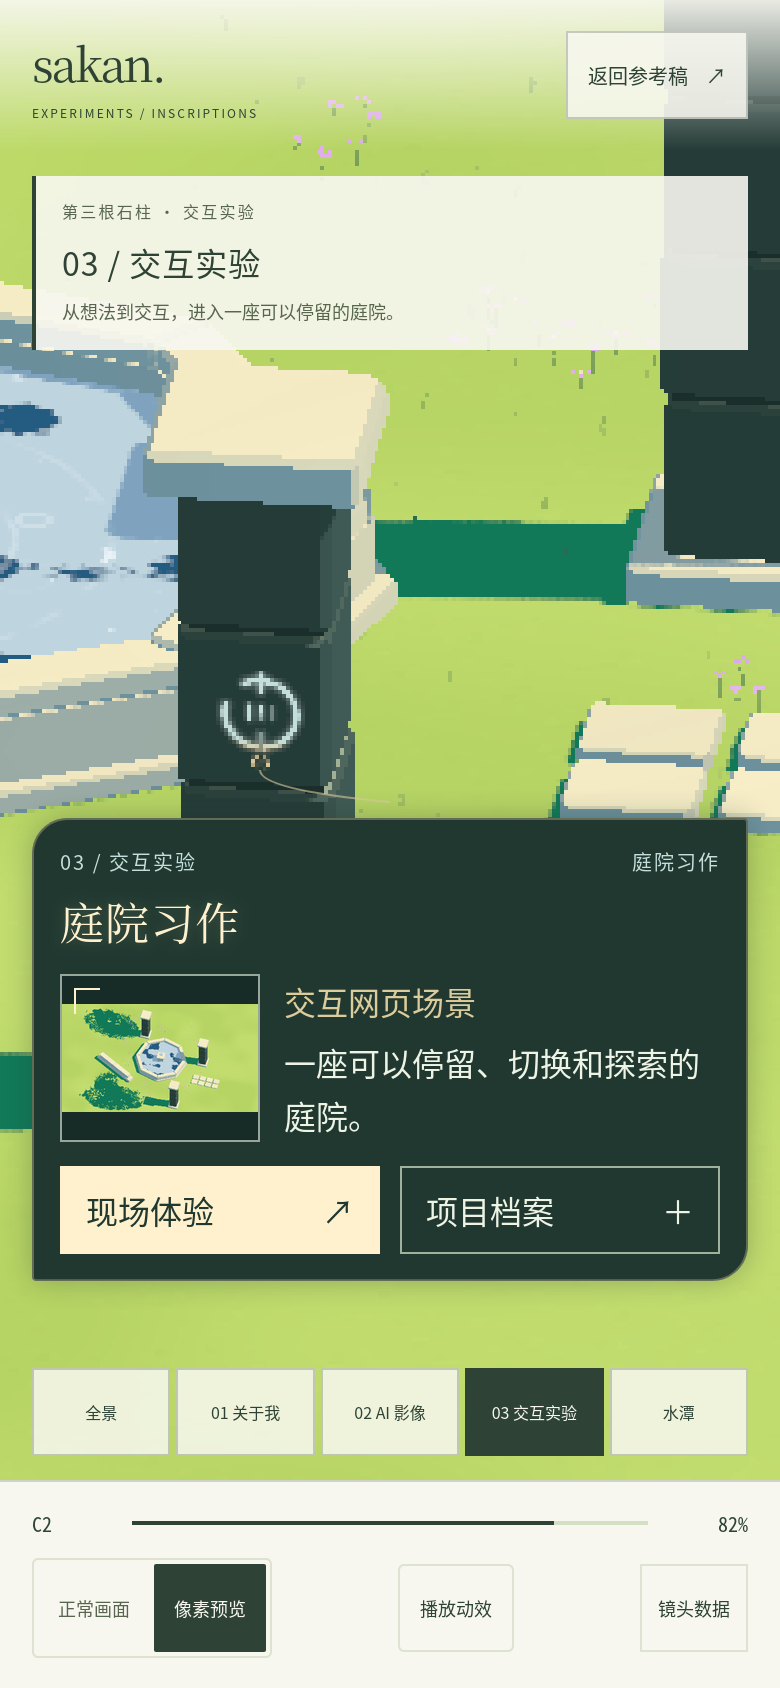 sakan.
返回参考稿 ↗
EXPERIMENTS / INSCRIPTIONS
第三根石柱 · 交互实验
03 / 交互实验
从想法到交互，进入一座可以停留的庭院。
03 / 交互实验
庭院习作
庭院习作
交互网页场景
一座可以停留、切换和探索的
庭院。
现场体验 ↗
项目档案 +
全景
01 关于我
02 AI 影像
03 交互实验
水潭
C2
82%
正常画面
像素预览
播放动效
镜头数据